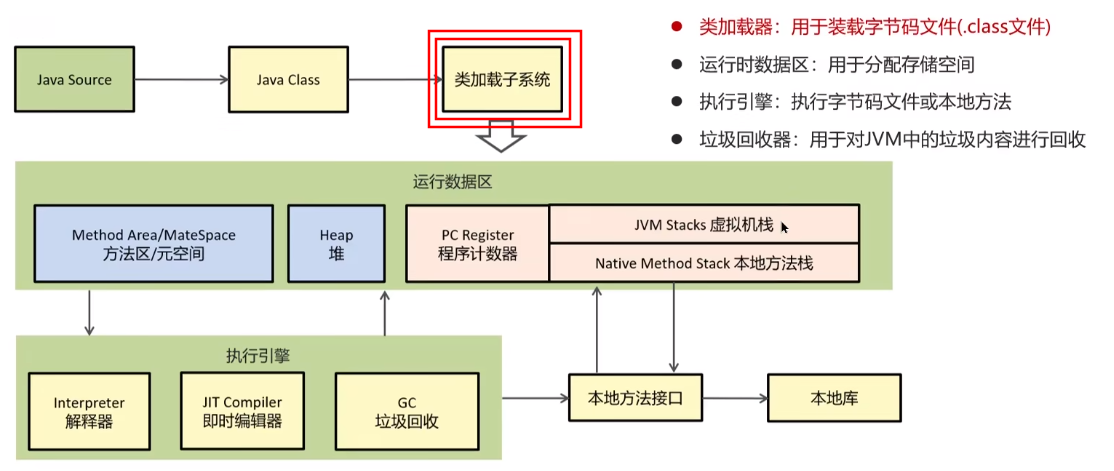 类加载器：用于装载字节码文件(.class文件)
运行时数据区：用于分配存储空间
执行引擎：执行字节码文件或本地方法
垃圾回收器：用于对JVM中的垃圾内容进行回收
Java Source
Java Class
类加载子系统
运行数据区
Method Area/MateSpace
方法区/元空间
Heap
堆
PC Register
程序计数器
JVM Stacks 虚拟机栈
Native Method Stack 本地方法栈
执行引擎
Interpreter
解释器
JIT Compiler
即时编辑器
GC
垃圾回收
本地方法接口
本地库